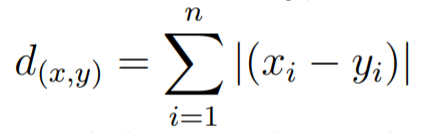 d_{(x,y)} = \sum_{i=1}^{n} |(x_i - y_i)|